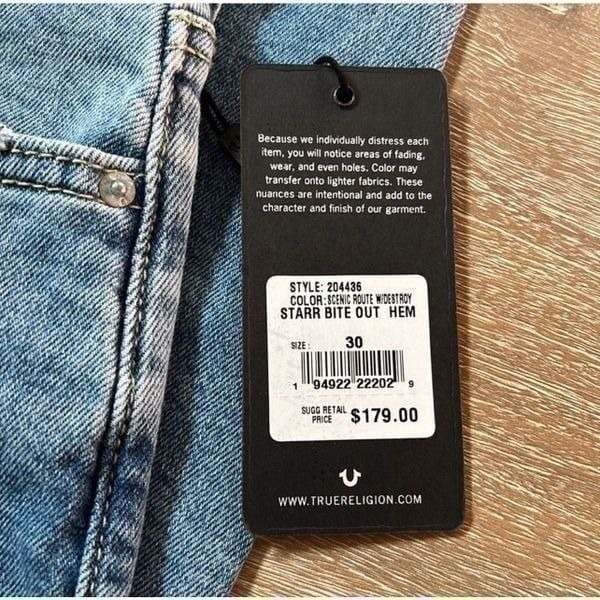 Because we individually distress each
item, you will notice areas of fading,
wear, and even holes. Color may
transfer onto lighter fabrics. These
nuances are intentional and add to the
character and finish of our garment.
STYLE: 204436
COLOR: SCENIC ROUTE W/DESTROY
STARR BITE OUT HEM
SIZE: 30
1 94922 22202 9
SUGG RETAIL
PRICE $179.00
WWW.TRUERELIGION.COM